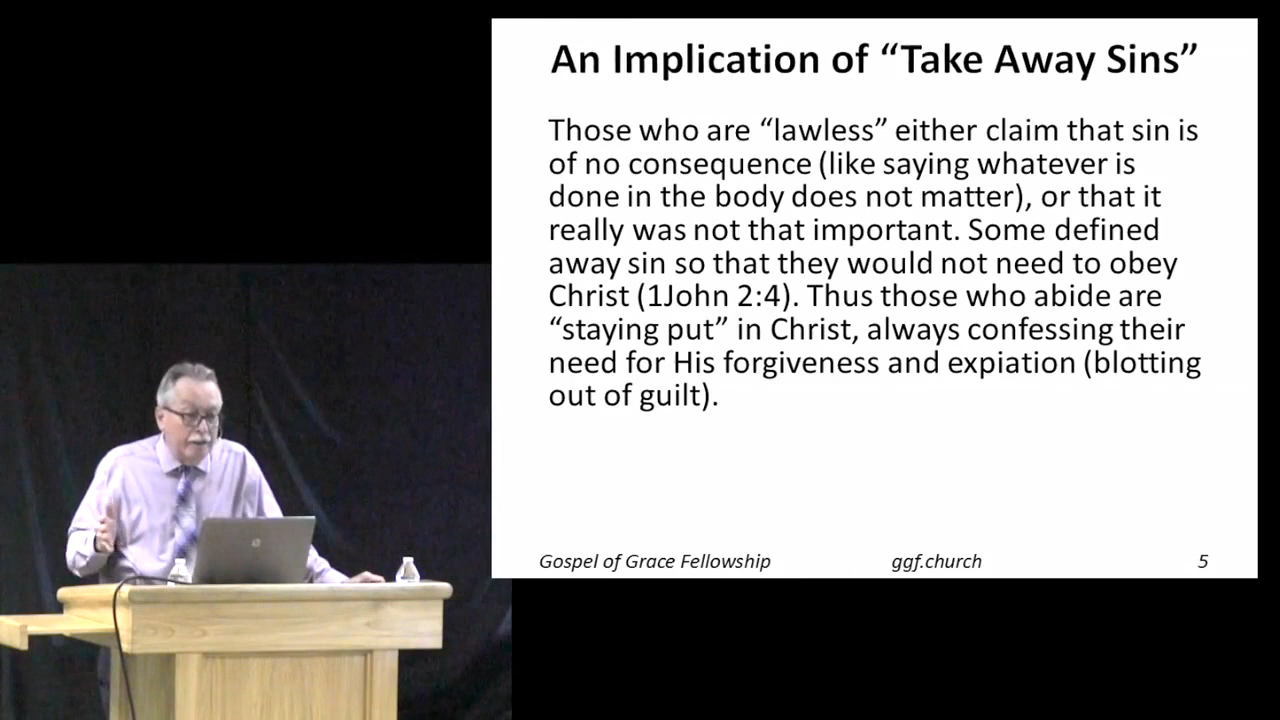 An Implication of “Take Away Sins”
Those who are “lawless” either claim that sin is
of no consequence (like saying whatever is
done in the body does not matter), or that it
really was not that important. Some defined
away sin so that they would not need to obey
Christ (1John 2:4). Thus those who abide are
“staying put” in Christ, always confessing their
need for His forgiveness and expiation (blotting
out of guilt).
Gospel of Grace Fellowship ggf.church 5